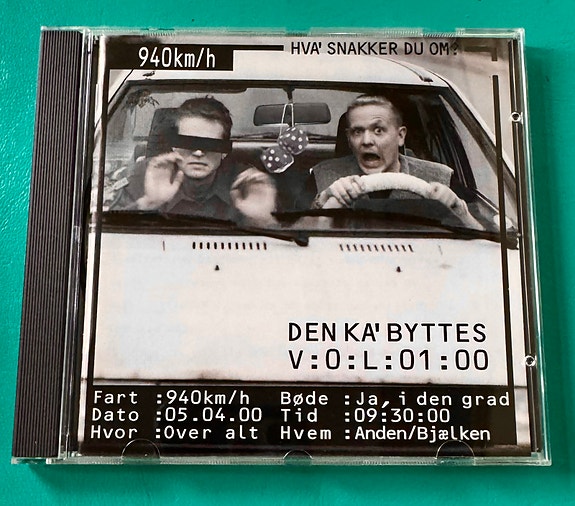 940km/h
HVA' SNAKKER DU OM?
DEN KA' BYTTES
V:O:L:01:00
Fart :940km/h Bøde :Ja, i den grad
Dato :05.04.00 Tid :09:30:00
Hvor :Over alt Hvem :Anden/Bjælken